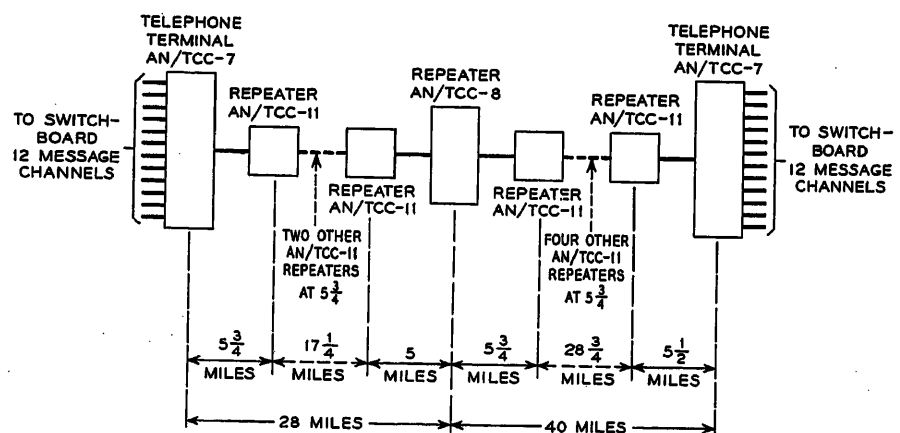 TELEPHONE
TERMINAL
AN/TCC-7
TO SWITCH-
BOARD
12 MESSAGE
CHANNELS
REPEATER
AN/TCC-11
REPEATER
AN/TCC-11
REPEATER
AN/TCC-8
REPEATER
AN/TCC-11
REPEATER
AN/TCC-11
TELEPHONE
TERMINAL
AN/TCC-7
TO SWITCH-
BOARD
12 MESSAGE
CHANNELS
TWO OTHER
AN/TCC-11
REPEATERS
AT 5 3/4
FOUR OTHER
AN/TCC-11
REPEATERS
AT 5 3/4
5 3/4
MILES
17 1/4
MILES
5
MILES
5 3/4
MILES
28 3/4
MILES
5 1/2
MILES
28 MILES
40 MILES